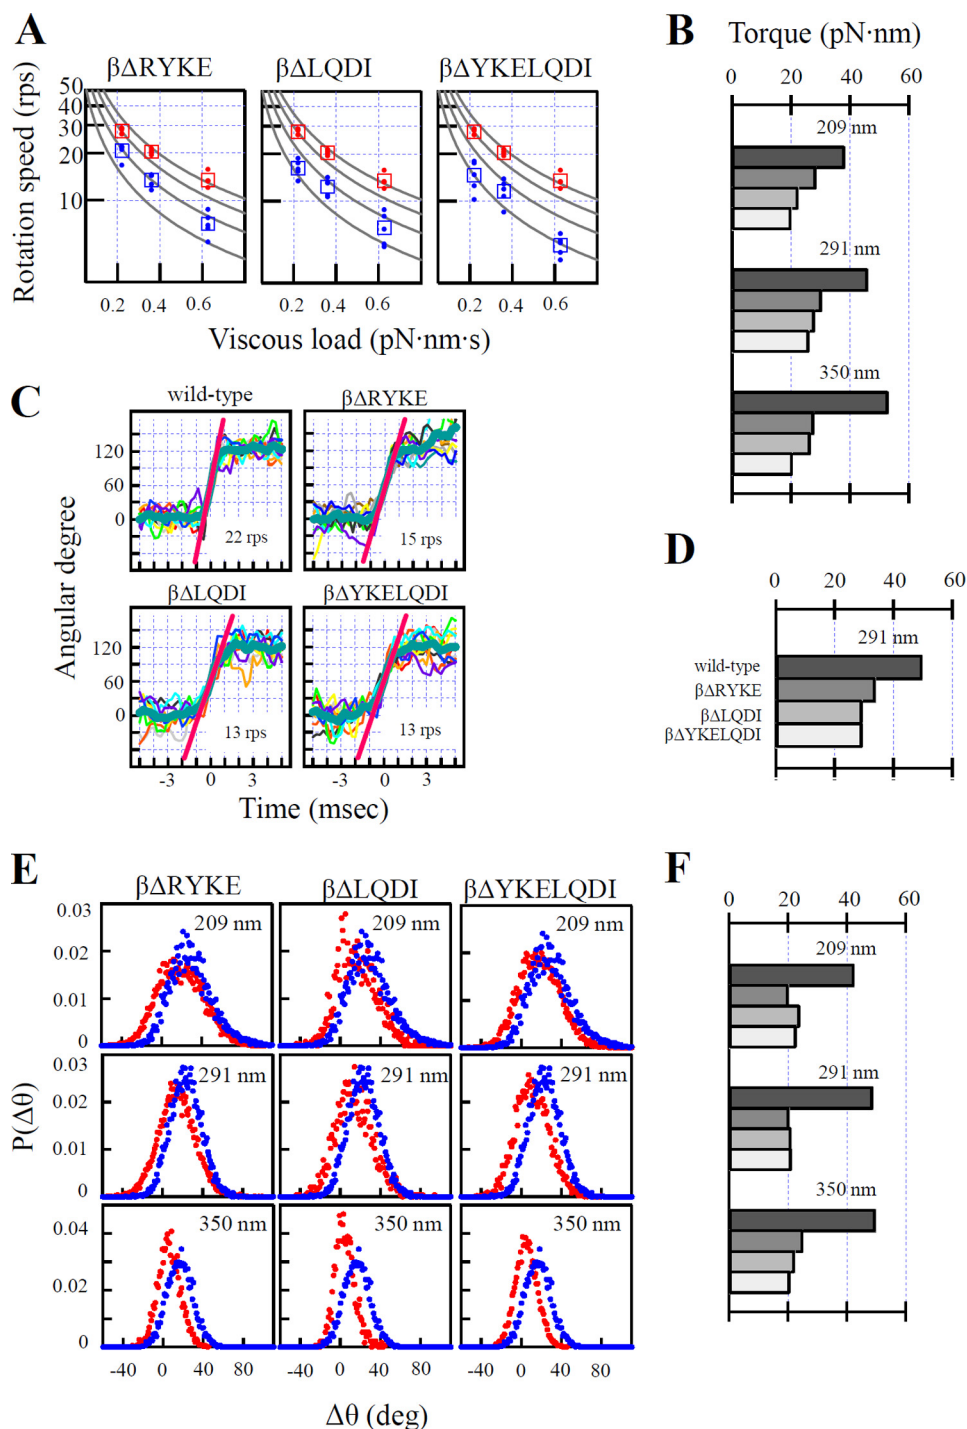 A
βΔRYKE βΔLQDI βΔYKELQDI
Rotation speed (rps)
50
40
30
20
10
0.2 0.4 0.6 0.2 0.4 0.6 0.2 0.4 0.6
Viscous load (pN·nm·s)
B
Torque (pN·nm)
0 20 40 60
209 nm
291 nm
350 nm
C
wild-type βΔRYKE
Angular degree
120
60
0
22 rps 15 rps
βΔLQDI βΔYKELQDI
120
60
0
13 rps 13 rps
-3 0 3 -3 0 3
Time (msec)
D
0 20 40 60
291 nm
wild-type
βΔRYKE
βΔLQDI
βΔYKELQDI
E
βΔRYKE βΔLQDI βΔYKELQDI
P(Δθ)
0.03 209 nm 209 nm 209 nm
0.02
0.01
0
0.03 291 nm 291 nm 291 nm
0.02
0.01
0
0.04 350 nm 350 nm 350 nm
0.02
0
-40 0 40 80 -40 0 40 80 -40 0 40 80
Δθ (deg)
F
0 20 40 60
209 nm
291 nm
350 nm